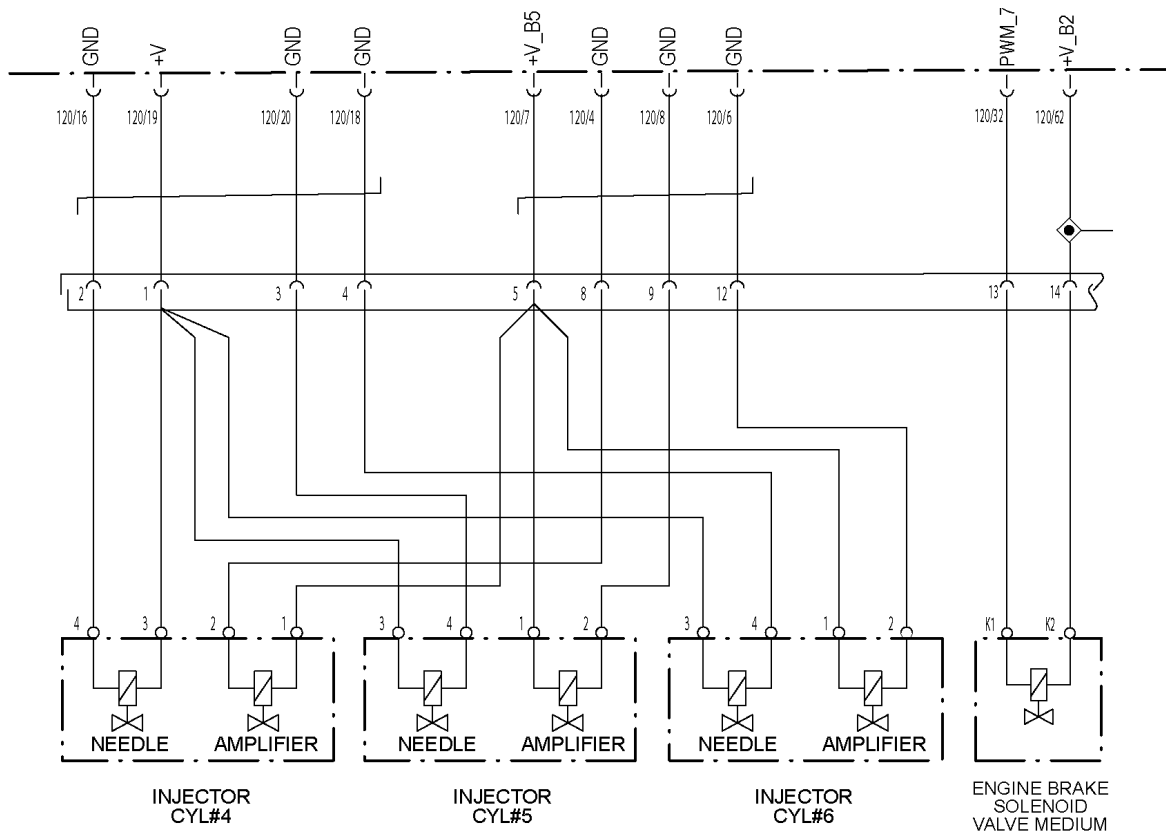 GND +V GND GND +V_B5 GND GND GND PWM_7 +V_B2
120/16 120/19 120/20 120/18 120/7 120/4 120/8 120/6 120/32 120/62
2 1 3 4 5 8 9 12 13 14
4 3 2 1 3 4 1 2 3 4 1 2 K1 K2
NEEDLE AMPLIFIER NEEDLE AMPLIFIER NEEDLE AMPLIFIER
INJECTOR
CYL#4
INJECTOR
CYL#5
INJECTOR
CYL#6
ENGINE BRAKE
SOLENOID
VALVE MEDIUM